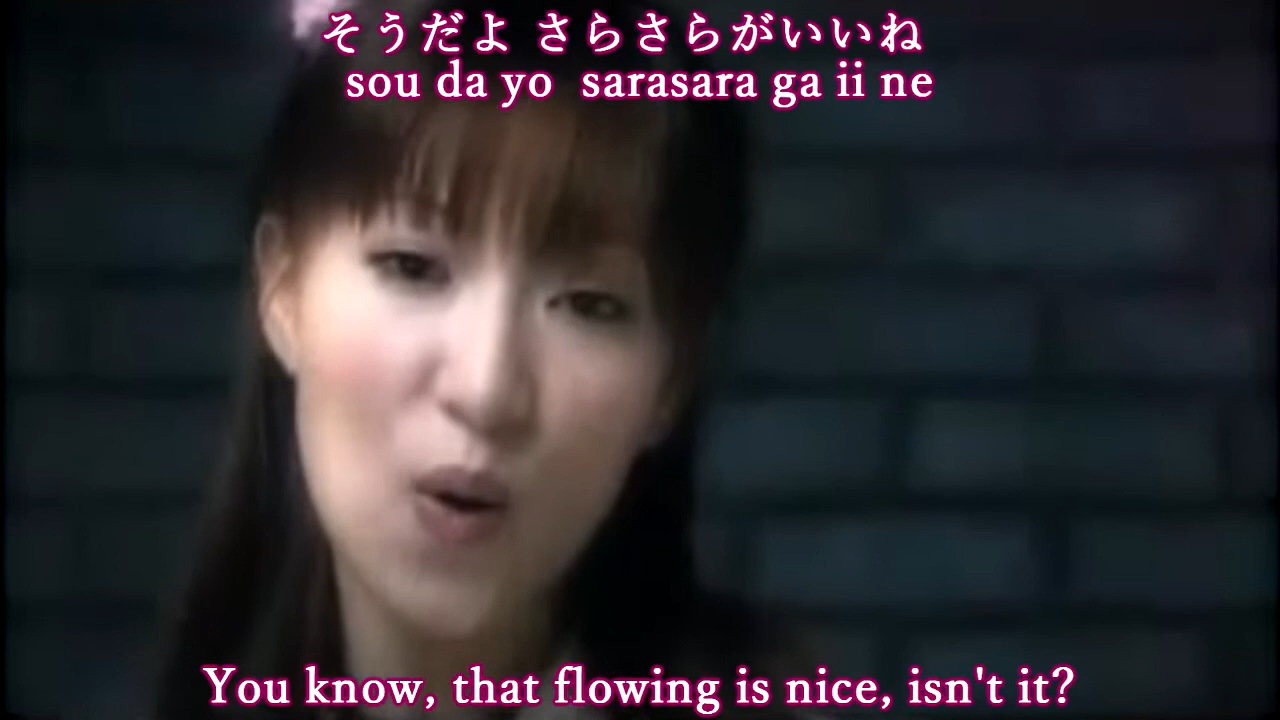 そうだよ さらさらがいいね
sou da yo sarasara ga ii ne
You know, that flowing is nice, isn't it?